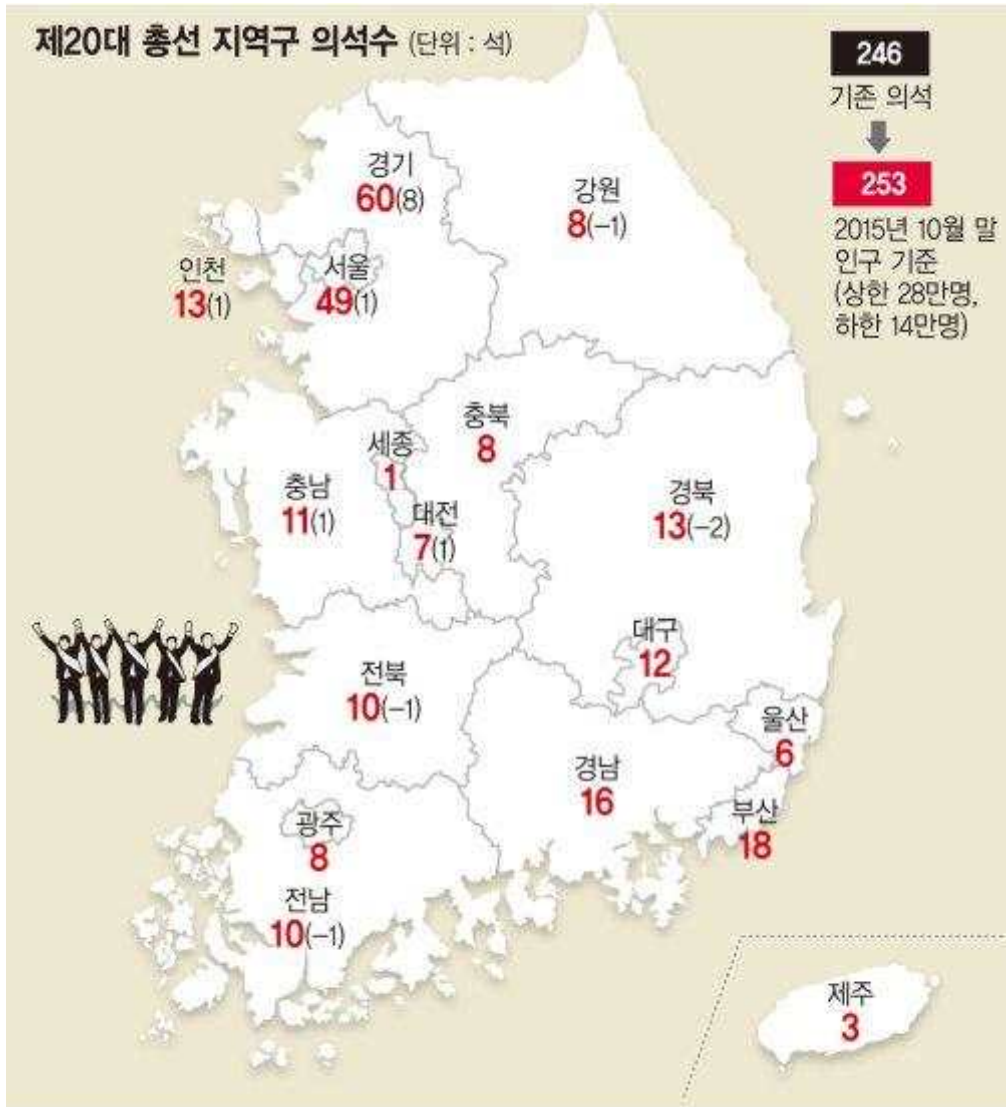 제20대 총선 지역구 의석수 (단위 : 석)
246
기존 의석
253
2015년 10월 말
인구 기준
(상한 28만명,
하한 14만명)
경기
60(8)
강원
8(-1)
인천
13(1)
서울
49(1)
충북
8
세종
1
충남
11(1)
대전
7(1)
경북
13(-2)
대구
12
전북
10(-1)
울산
6
경남
16
부산
18
광주
8
전남
10(-1)
제주
3